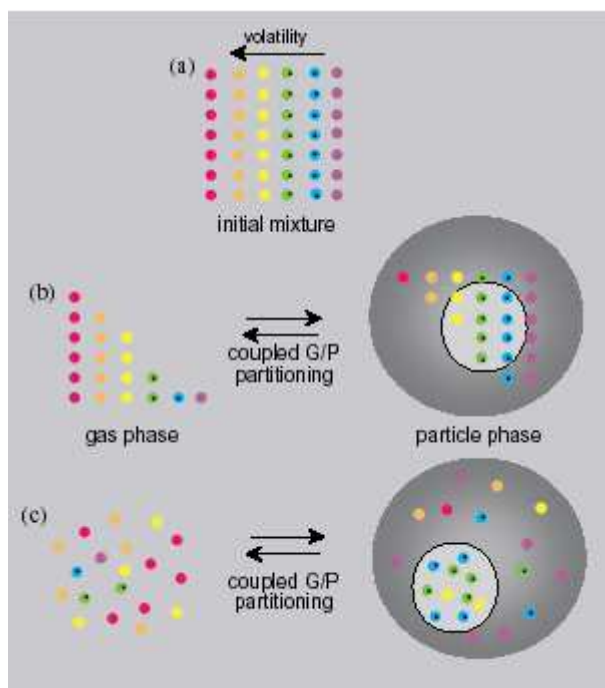 volatility
(a)
initial mixture
(b)
coupled G/P
partitioning
gas phase
particle phase
(c)
coupled G/P
partitioning